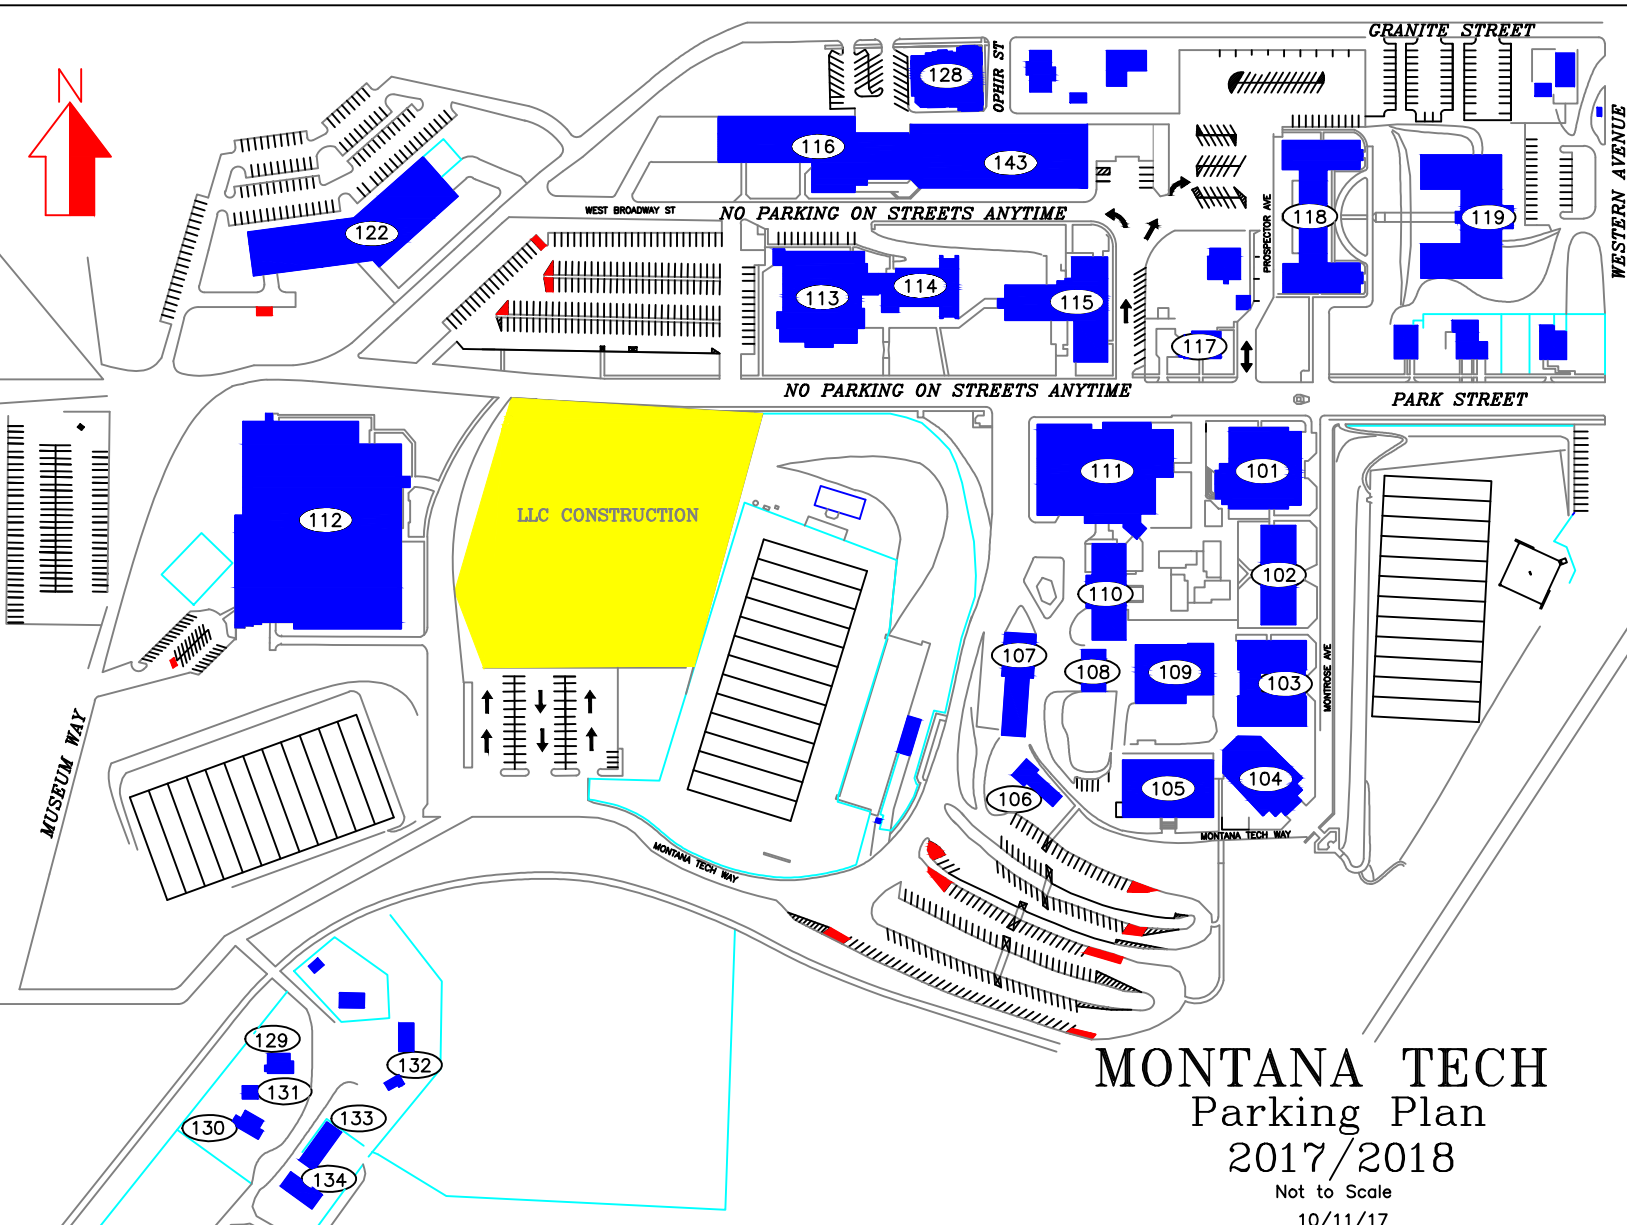 GRANITE STREET
N
128
OPHIR ST
WESTERN AVENUE
116
143
122
WEST BROADWAY ST
NO PARKING ON STREETS ANYTIME
PROSPECTOR AVE
118
119
113
114
115
117
NO PARKING ON STREETS ANYTIME
PARK STREET
112
LLC CONSTRUCTION
111
101
102
110
107
108
109
103
MONTROSE AVE
MUSEUM WAY
106
105
104
MONTANA TECH WAY
MONTANA TECH WAY
129
132
131
130
133
134
MONTANA TECH
Parking Plan
2017/2018
Not to Scale
10/11/17